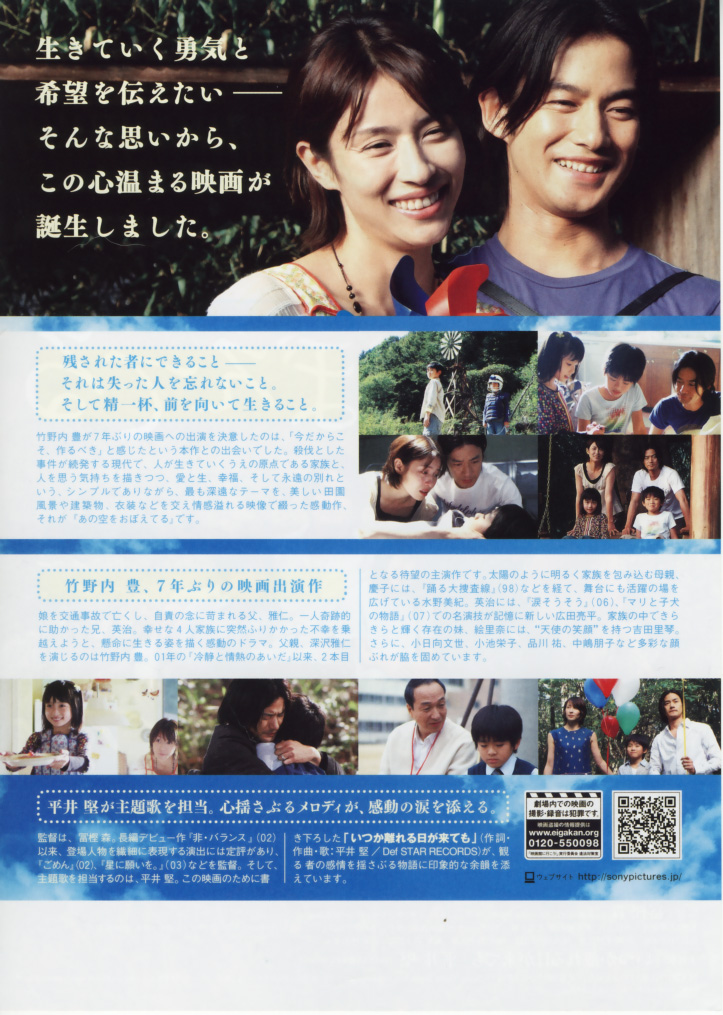 生きていく勇気と
希望を伝えたい――
そんな思いから、
この心温まる映画が
誕生しました。
残された者にできること――
それは失った人を忘れないこと。
そして精一杯、前を向いて生きること。
竹野内 豊が7年ぶりの映画への出演を決意したのは、「今だからこ
そ、作るべき」と感じたという本作との出会いでした。殺伐とした
事件が続発する現代で、人が生きていくうえの原点である家族と、
人を思う気持ちを描きつつ、愛と生、幸福、そして永遠の別れと
いう、シンプルでありながら、最も深遠なテーマを、美しい田園
風景や建築物、衣装などを交え情感溢れる映像で綴った感動作、
それが『あの空をおぼえてる』です。
竹野内 豊、7年ぶりの映画出演作
娘を交通事故で亡くし、自責の念に苛まれる父、雅仁。一人奇跡的
に助かった兄、英治。幸せな4人家族に突然ふりかかった不幸を乗
越えようと、懸命に生きる姿を描く感動のドラマ。父親、深沢雅仁
を演じるのは竹野内 豊。01年の『冷静と情熱のあいだ』以来、2本目
となる待望の主演作です。太陽のように明るく家族を包み込む母親、
慶子には、『踊る大捜査線』(98)などを経て、舞台にも活躍の場を
広げている水野美紀。英治には、『涙そうそう』(06)、『マリと子犬
の物語』(07)での名演技が記憶に新しい広田亮平。家族の中できら
きらと輝く存在の妹、絵里奈には、“天使の笑顔”を持つ吉田里琴。
さらに、小日向文世、小池栄子、品川 祐、中嶋朋子など多彩な顔
ぶれが脇を固めています。
平井 堅が主題歌を担当。心揺さぶるメロディが、感動の涙を添える。
監督は、冨樫 森。長編デビュー作『非・バランス』(02)
以来、登場人物を繊細に表現する演出には定評があり、
『ごめん』(02)、『星に願いを。』(03)などを監督。そして、
主題歌を担当するのは、平井 堅。この映画のために書
き下ろした「いつか離れる日が来ても」(作詞・
作曲・歌:平井 堅/Def STAR RECORDS)が、観
る者の感情を揺さぶる物語に印象的な余韻を添
えています。
劇場内での映画の
撮影・録音は犯罪です。
映画盗撮の情報提供は
www.eigakan.org
0120-550098
「映画館に行こう。」実行委員会 違法対策室
ウェブサイト http://sonypictures.jp/